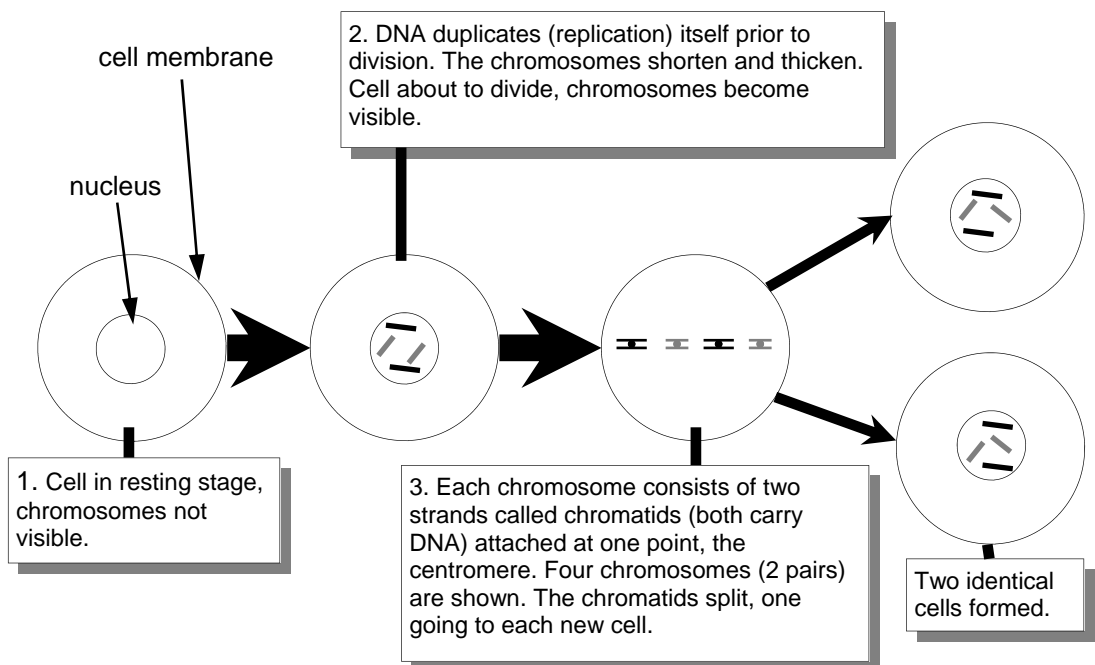 cell membrane
nucleus
2. DNA duplicates (replication) itself prior to
division. The chromosomes shorten and thicken.
Cell about to divide, chromosomes become
visible.
1. Cell in resting stage,
chromosomes not
visible.
3. Each chromosome consists of two
strands called chromatids (both carry
DNA) attached at one point, the
centromere. Four chromosomes (2 pairs)
are shown. The chromatids split, one
going to each new cell.
Two identical
cells formed.